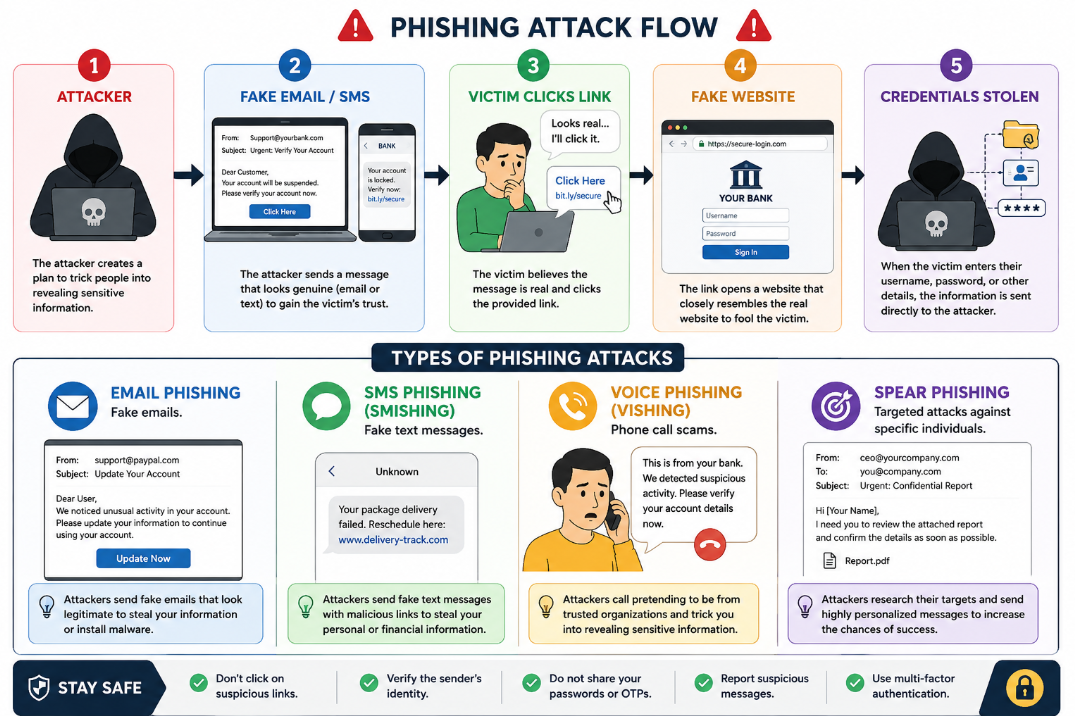 PHISHING ATTACK FLOW
1
ATTACKER
The attacker creates a
plan to trick people into
revealing sensitive
information.
2
FAKE EMAIL / SMS
From: Support@yourbank.com
Subject: Urgent: Verify Your Account
Dear Customer,
Your account will be suspended.
Please verify your account now.
Click Here
BANK
Your account
is locked.
Verify now:
bit.ly/secure
The attacker sends a message
that looks genuine (email or
text) to gain the victim's trust.
3
VICTIM CLICKS LINK
Looks real...
I'll click it.
Click Here
bit.ly/secure
The victim believes the
message is real and clicks
the provided link.
4
FAKE WEBSITE
https://secure-login.com
YOUR BANK
Username
Password
Sign In
The link opens a website that
closely resembles the real
website to fool the victim.
5
CREDENTIALS STOLEN
****
When the victim enters their
username, password, or other
details, the information is sent
directly to the attacker.
TYPES OF PHISHING ATTACKS
EMAIL PHISHING
Fake emails.
From: support@paypal.com
Subject: Update Your Account
Dear User,
We noticed unusual activity in your account.
Please update your information to continue
using your account.
Update Now
Attackers send fake emails that look
legitimate to steal your information
or install malware.
SMS PHISHING
(SMISHING)
Fake text messages.
Unknown
Your package delivery
failed. Reschedule here:
www.delivery-track.com
Attackers send fake text messages
with malicious links to steal your
personal or financial information.
VOICE PHISHING
(VISHING)
Phone call scams.
This is from your bank.
We detected suspicious
activity. Please verify
your account details
now.
Attackers call pretending to be from
trusted organizations and trick you
into revealing sensitive information.
SPEAR PHISHING
Targeted attacks against
specific individuals.
From: ceo@yourcompany.com
To: you@company.com
Subject: Urgent: Confidential Report
Hi [Your Name],
I need you to review the attached report
and confirm the details as soon as possible.
Report.pdf
Attackers research their targets and send
highly personalized messages to increase
the chances of success.
STAY SAFE
Don't click on
suspicious links.
Verify the sender's
identity.
Do not share your
passwords or OTPs.
Report suspicious
messages.
Use multi-factor
authentication.